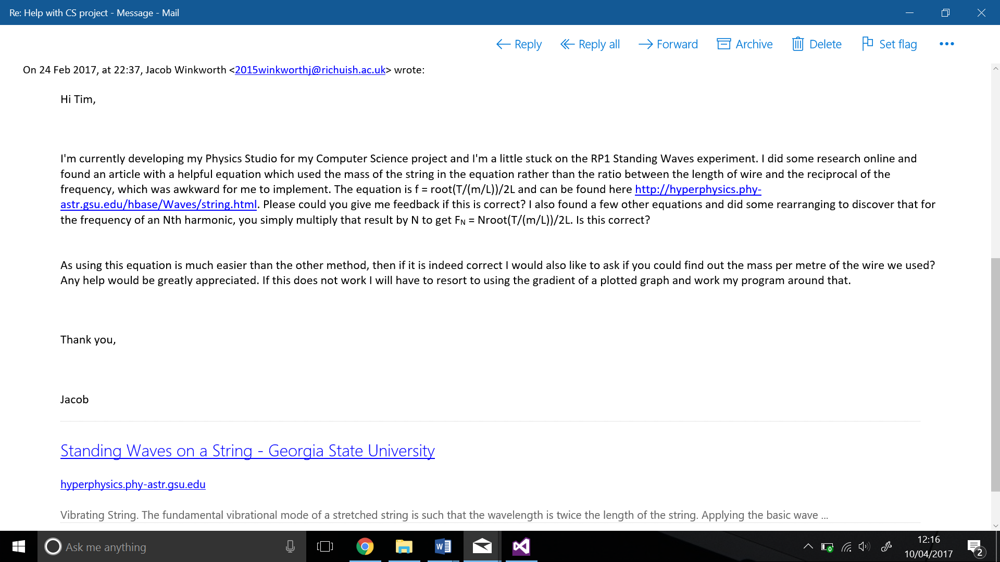 Re: Help with CS project - Message - Mail
Reply
Reply all
Forward
Archive
Delete
Set flag
On 24 Feb 2017, at 22:37, Jacob Winkworth <2015winkworthj@richuish.ac.uk> wrote:
Hi Tim,
I'm currently developing my Physics Studio for my Computer Science project and I'm a little stuck on the RP1 Standing Waves experiment. I did some research online and
found an article with a helpful equation which used the mass of the string in the equation rather than the ratio between the length of wire and the reciprocal of the
frequency, which was awkward for me to implement. The equation is f = root(T/(m/L))/2L and can be found here http://hyperphysics.phy-
astr.gsu.edu/hbase/Waves/string.html. Please could you give me feedback if this is correct? I also found a few other equations and did some rearranging to discover that for
the frequency of an Nth harmonic, you simply multiply that result by N to get FN = Nroot(T/(m/L))/2L. Is this correct?
As using this equation is much easier than the other method, then if it is indeed correct I would also like to ask if you could find out the mass per metre of the wire we used?
Any help would be greatly appreciated. If this does not work I will have to resort to using the gradient of a plotted graph and work my program around that.
Thank you,
Jacob
Standing Waves on a String - Georgia State University
hyperphysics.phy-astr.gsu.edu
Vibrating String. The fundamental vibrational mode of a stretched string is such that the wavelength is twice the length of the string. Applying the basic wave ...
Ask me anything
12:16
10/04/2017
2